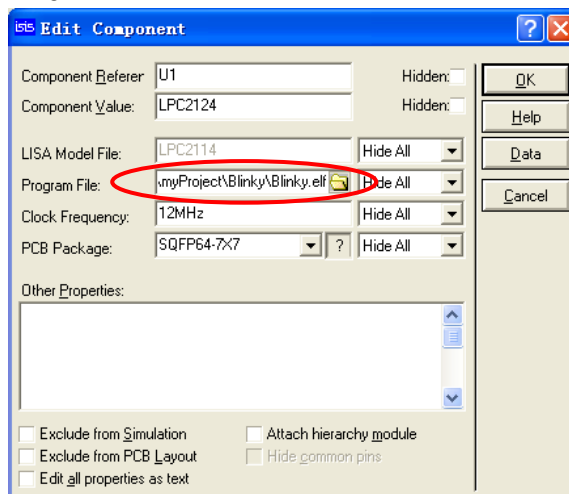 isis Edit Component
Component Referer U1 Hidden: OK
Component Value: LPC2124 Hidden: Help
LISA Model File: LPC2114 Hide All Data
Program File: .\myProject\Blinky\Blinky.elf Hide All Cancel
Clock Frequency: 12MHz Hide All
PCB Package: SQFP64-7X7 ? Hide All
Other Properties:
Exclude from Simulation Attach hierarchy module
Exclude from PCB Layout Hide common pins
Edit all properties as text